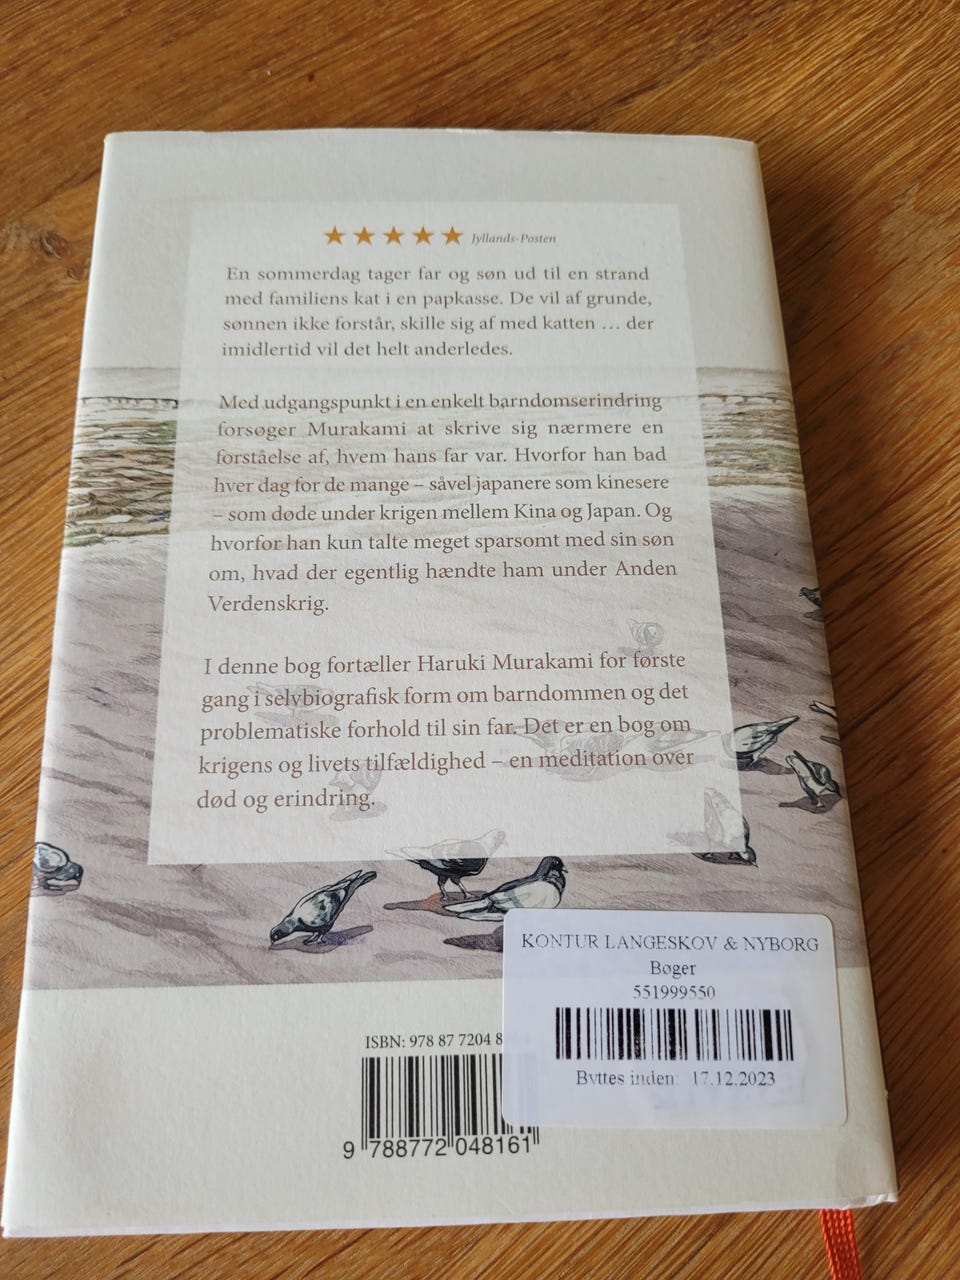 ★★★★★ Jyllands-Posten
En sommerdag tager far og søn ud til en strand
med familiens kat i en papkasse. De vil af grunde,
sønnen ikke forstår, skille sig af med katten … der
imidlertid vil det helt anderledes.
Med udgangspunkt i en enkelt barndomserindring
forsøger Murakami at skrive sig nærmere en
forståelse af, hvem hans far var. Hvorfor han bad
hver dag for de mange – såvel japanere som kinesere
– som døde under krigen mellem Kina og Japan. Og
hvorfor han kun talte meget sparsomt med sin søn
om, hvad der egentlig hændte ham under Anden
Verdenskrig.
I denne bog fortæller Haruki Murakami for første
gang i selvbiografisk form om barndommen og det
problematiske forhold til sin far. Det er en bog om
krigens og livets tilfældighed – en meditation over
død og erindring.
KONTUR LANGESKOV & NYBORG
Bøger
551999550
Byttes inden: 17.12.2023
ISBN: 978 87 7204 8
9 788772 048161